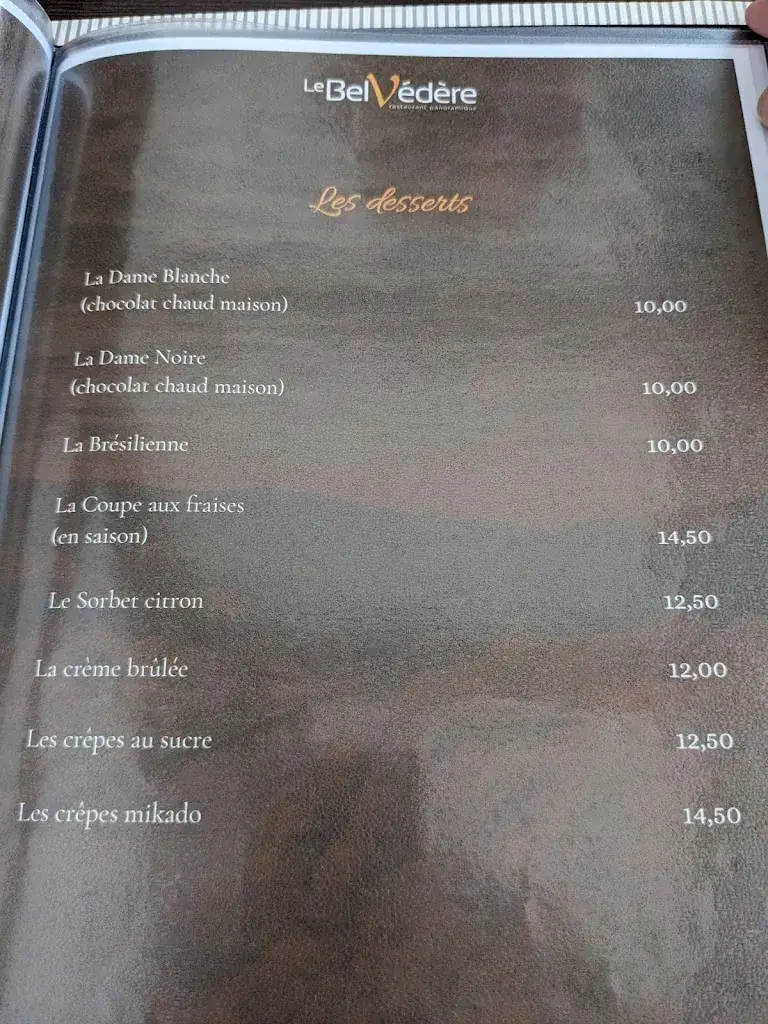 Le BelVédère
restaurant panoramique
Les desserts
La Dame Blanche
(chocolat chaud maison) 10,00
La Dame Noire
(chocolat chaud maison) 10,00
La Brésilienne 10,00
La Coupe aux fraises
(en saison) 14,50
Le Sorbet citron 12,50
La crème brûlée 12,00
Les crêpes au sucre 12,50
Les crêpes mikado 14,50